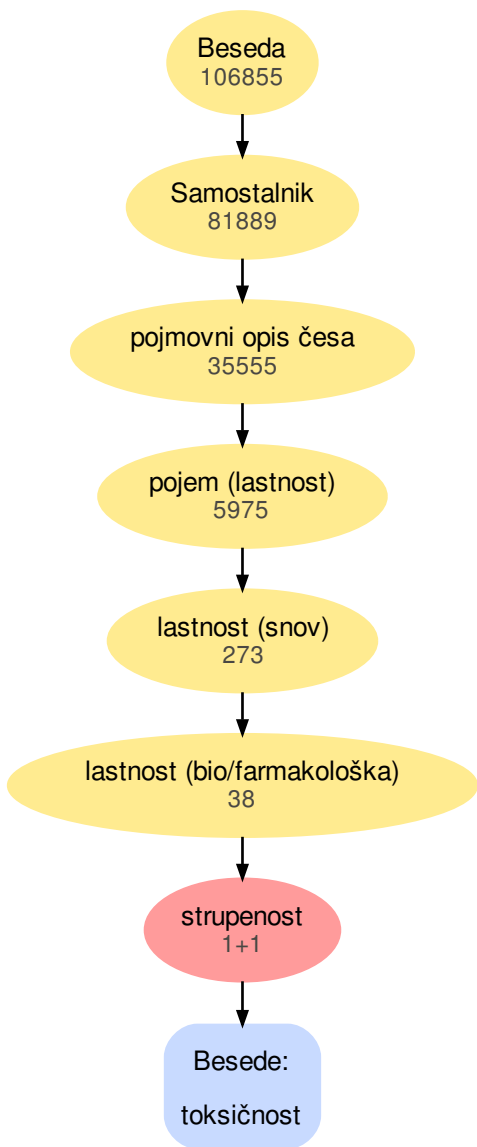 Beseda
106855
Samostalnik
81889
pojmovni opis česa
35555
pojem (lastnost)
5975
lastnost (snov)
273
lastnost (bio/farmakološka)
38
strupenost
1+1
Besede:
toksičnost